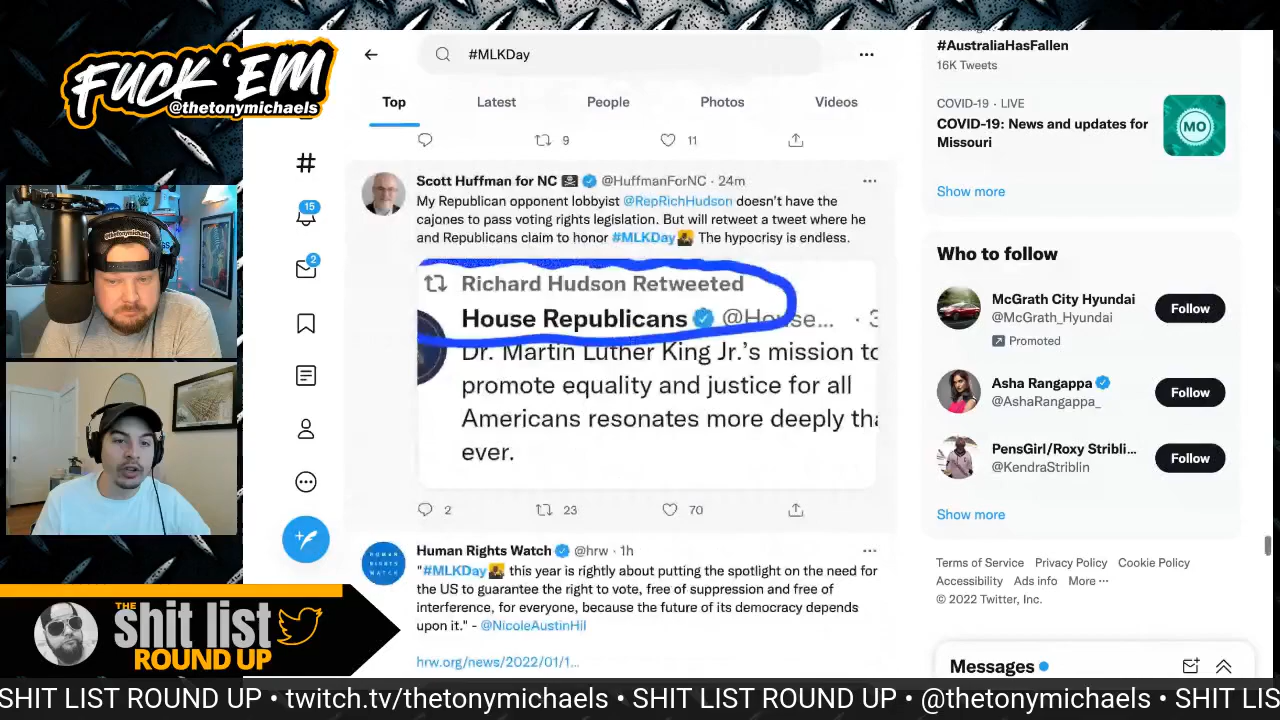 FUCK 'EM
@thetonymichaels
#MLKDay
Top
Latest
People
Photos
Videos
9
11
15
2
Scott Huffman for NC @HuffmanForNC · 24m
My Republican opponent lobbyist @RepRichHudson doesn't have the
cajones to pass voting rights legislation. But will retweet a tweet where he
and Republicans claim to honor #MLKDay The hypocrisy is endless.
Richard Hudson Retweeted
House Republicans @House... · 3
Dr. Martin Luther King Jr.'s mission to
promote equality and justice for all
Americans resonates more deeply tha
ever.
2
23
70
Human Rights Watch @hrw · 1h
HUMAN
RIGHTS
WATCH
"#MLKDay this year is rightly about putting the spotlight on the need for
the US to guarantee the right to vote, free of suppression and free of
interference, for everyone, because the future of its democracy depends
upon it." - @NicoleAustinHil
hrw.org/news/2022/01/1...
#AustraliaHasFallen
16K Tweets
COVID-19 · LIVE
COVID-19: News and updates for
Missouri
MO
Show more
Who to follow
McGrath City Hyundai
@McGrath_Hyundai
Promoted
Follow
Asha Rangappa
@AshaRangappa_
Follow
PensGirl/Roxy Striblin...
@KendraStriblin
Follow
Show more
Terms of Service Privacy Policy Cookie Policy
Accessibility Ads info More ···
© 2022 Twitter, Inc.
Messages
THE
shit list
ROUND UP
SHIT LIST ROUND UP • twitch.tv/thetonymichaels • SHIT LIST ROUND UP • @thetonymichaels • SHIT LIS